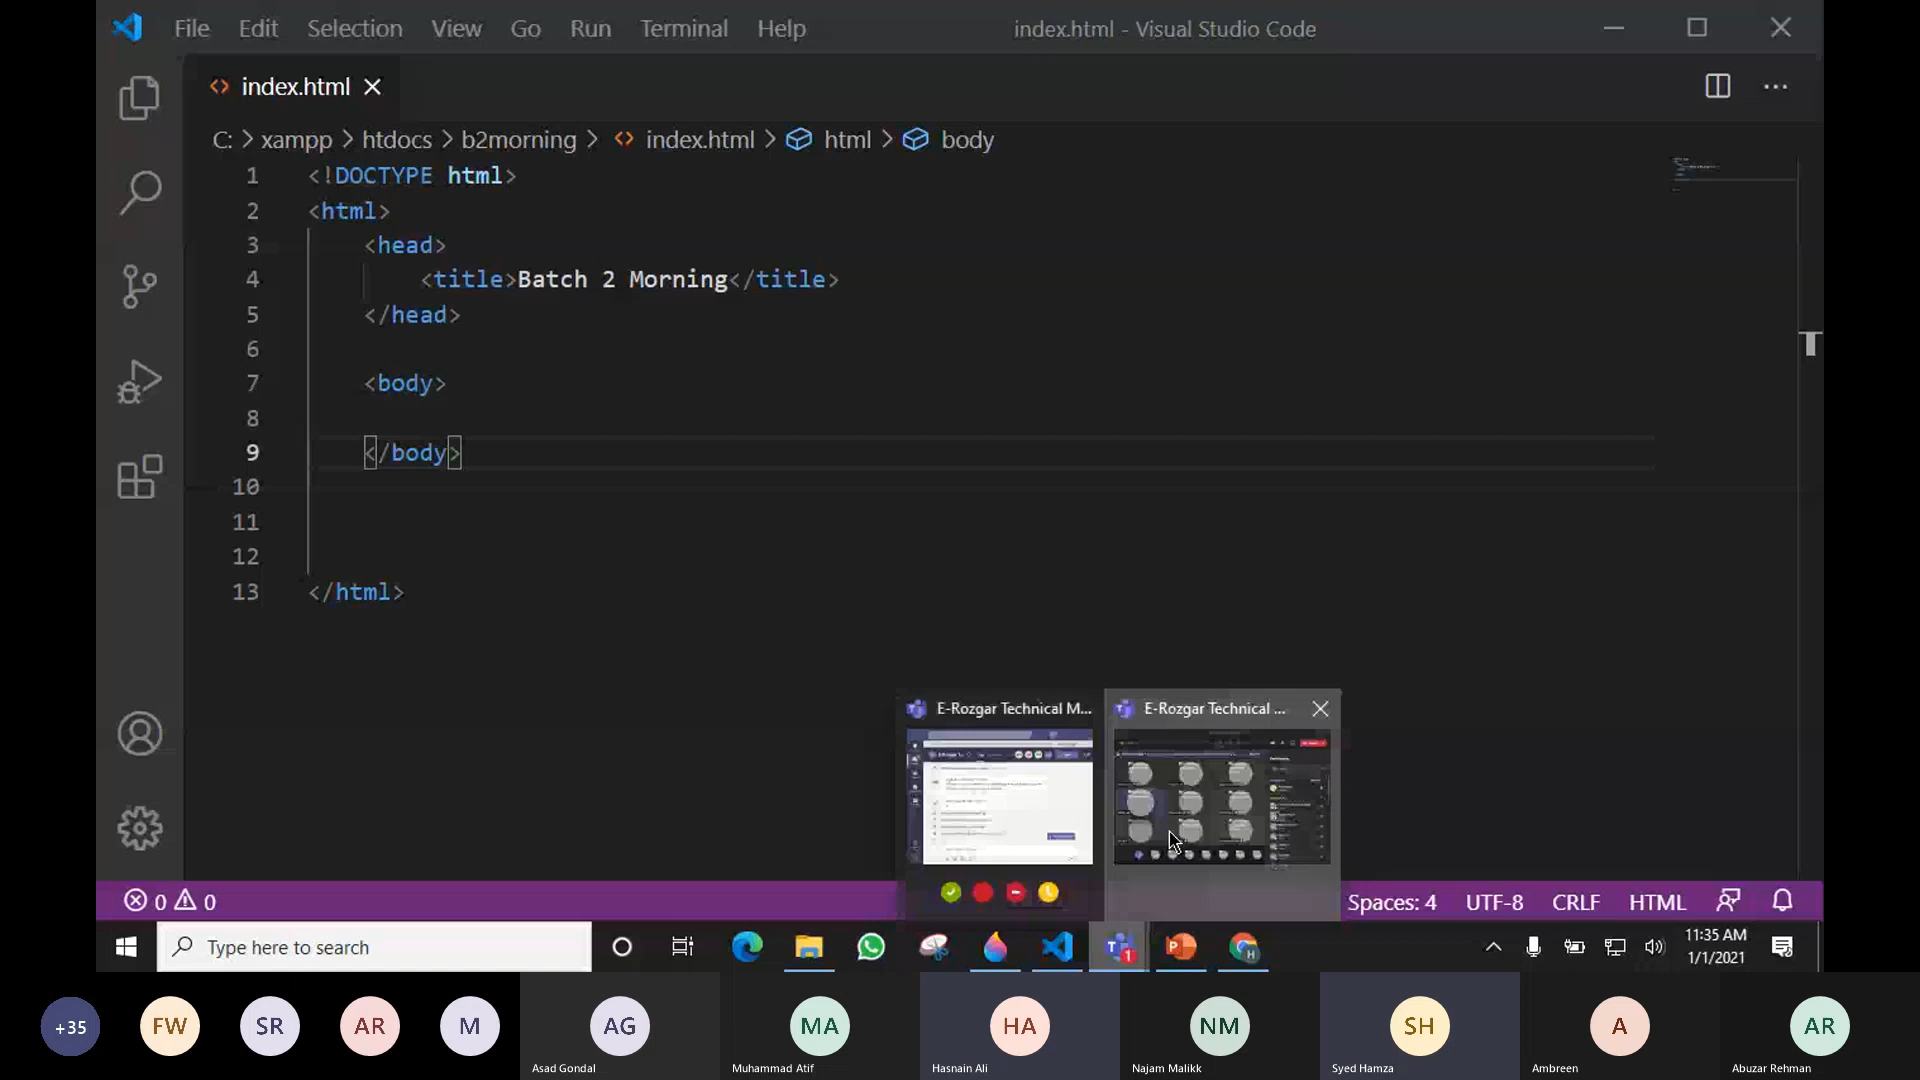 File Edit Selection View Go Run Terminal Help index.html - Visual Studio Code
index.html
C: > xampp > htdocs > b2morning > index.html > html > body
1 <!DOCTYPE html>
2 <html>
3 <head>
4 <title>Batch 2 Morning</title>
5 </head>
6
7 <body>
8
9 </body>
10
11
12
13 </html>
E-Rozgar Technical M... E-Rozgar Technical ...
0 0 Spaces: 4 UTF-8 CRLF HTML
Type here to search
1
11:35 AM
1/1/2021
+35 FW SR AR M AG MA HA NM SH A AR
Asad Gondal Muhammad Atif Hasnain Ali Najam Malikk Syed Hamza Ambreen Abuzar Rehman